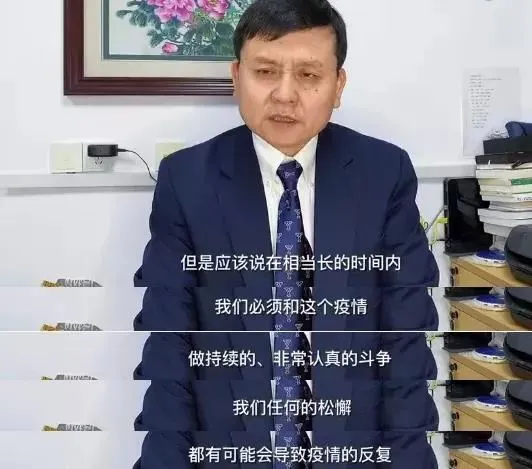 但是应该说在相当长的时间内
我们必须和这个疫情
做持续的、非常认真的斗争
我们任何的松懈
都有可能会导致疫情的反复